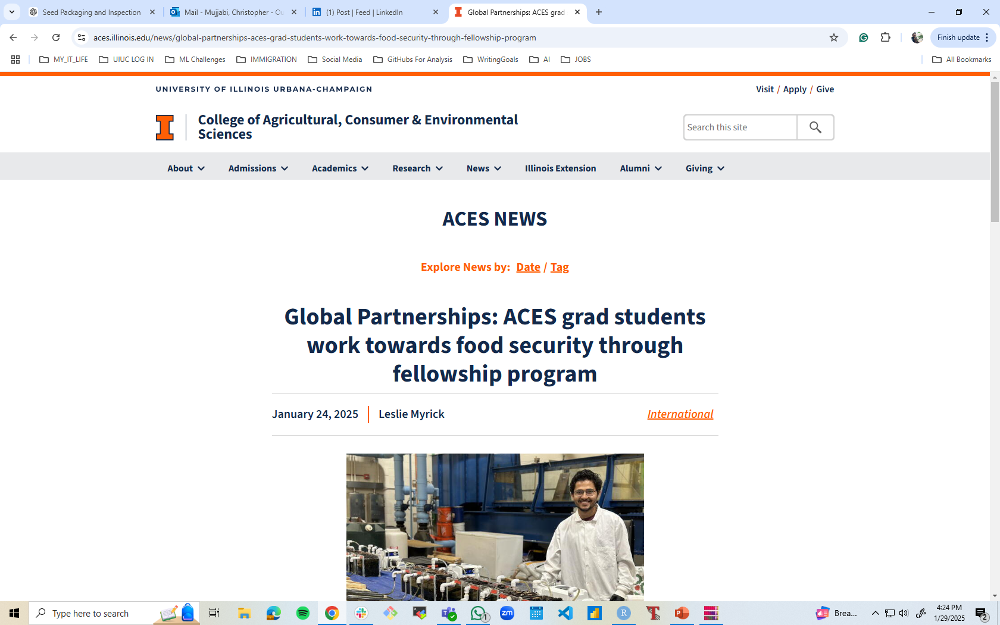 Seed Packaging and Inspection
Mail - Mujjabi, Christopher - Ou
(1) Post | Feed | LinkedIn
Global Partnerships: ACES grad
aces.illinois.edu/news/global-partnerships-aces-grad-students-work-towards-food-security-through-fellowship-program
Finish update
MY_IT_LIFE
UIUC LOG IN
ML Challenges
IMMIGRATION
Social Media
GitHubs For Analysis
WritingGoals
AI
JOBS
All Bookmarks
UNIVERSITY OF ILLINOIS URBANA-CHAMPAIGN
Visit / Apply / Give
College of Agricultural, Consumer & Environmental
Sciences
Search this site
About
Admissions
Academics
Research
News
Illinois Extension
Alumni
Giving
ACES NEWS
Explore News by: Date / Tag
Global Partnerships: ACES grad students
work towards food security through
fellowship program
January 24, 2025
Leslie Myrick
International
Type here to search
zm
R
1
Brea...
4:24 PM
1/29/2025
2